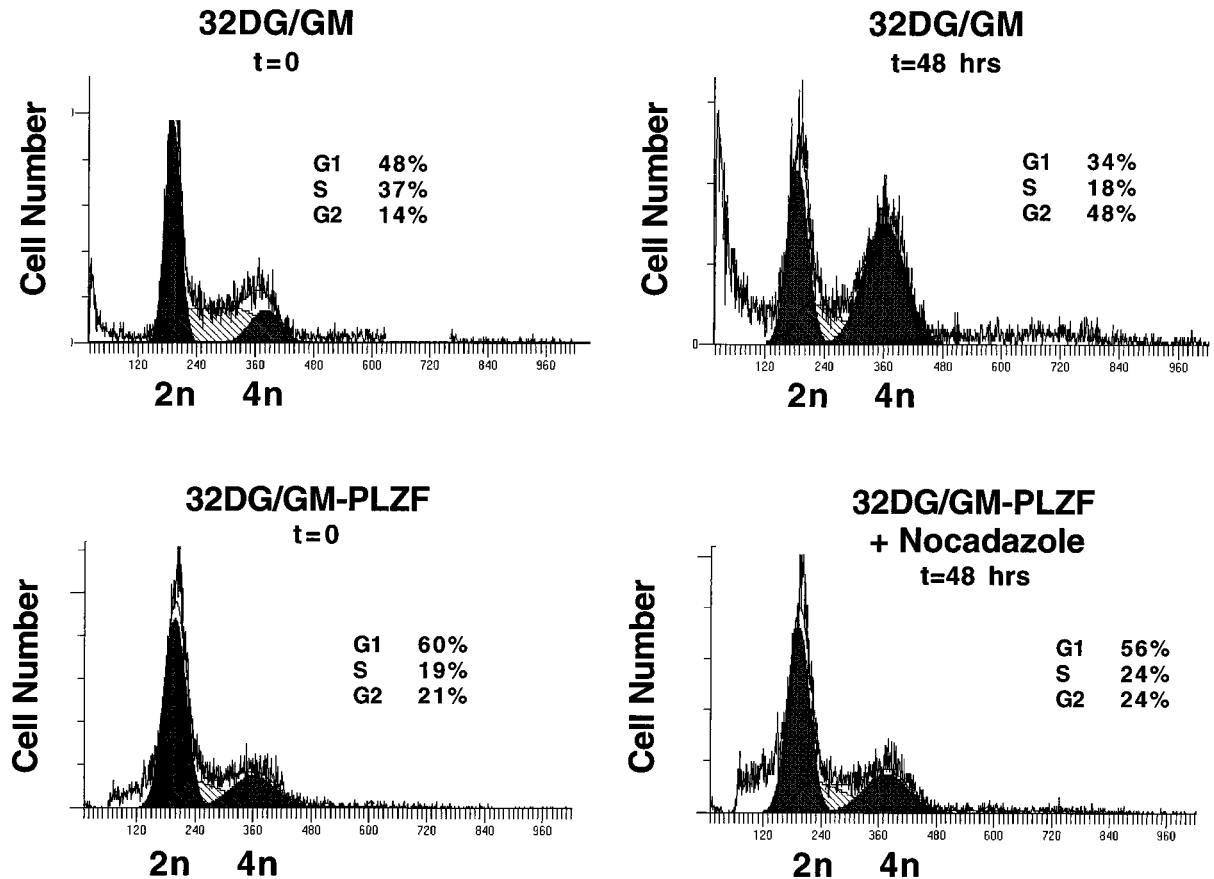 32DG/GM
t=0
Cell Number
G1 48%
S 37%
G2 14%
120 240 360 480 600 720 840 960
2n 4n
32DG/GM
t=48 hrs
Cell Number
G1 34%
S 18%
G2 48%
0
120 240 360 480 600 720 840 960
2n 4n
32DG/GM-PLZF
t=0
Cell Number
G1 60%
S 19%
G2 21%
120 240 360 480 600 720 840 960
2n 4n
32DG/GM-PLZF
+ Nocadazole
t=48 hrs
Cell Number
G1 56%
S 24%
G2 24%
120 240 360 480 600 720 840 960
2n 4n